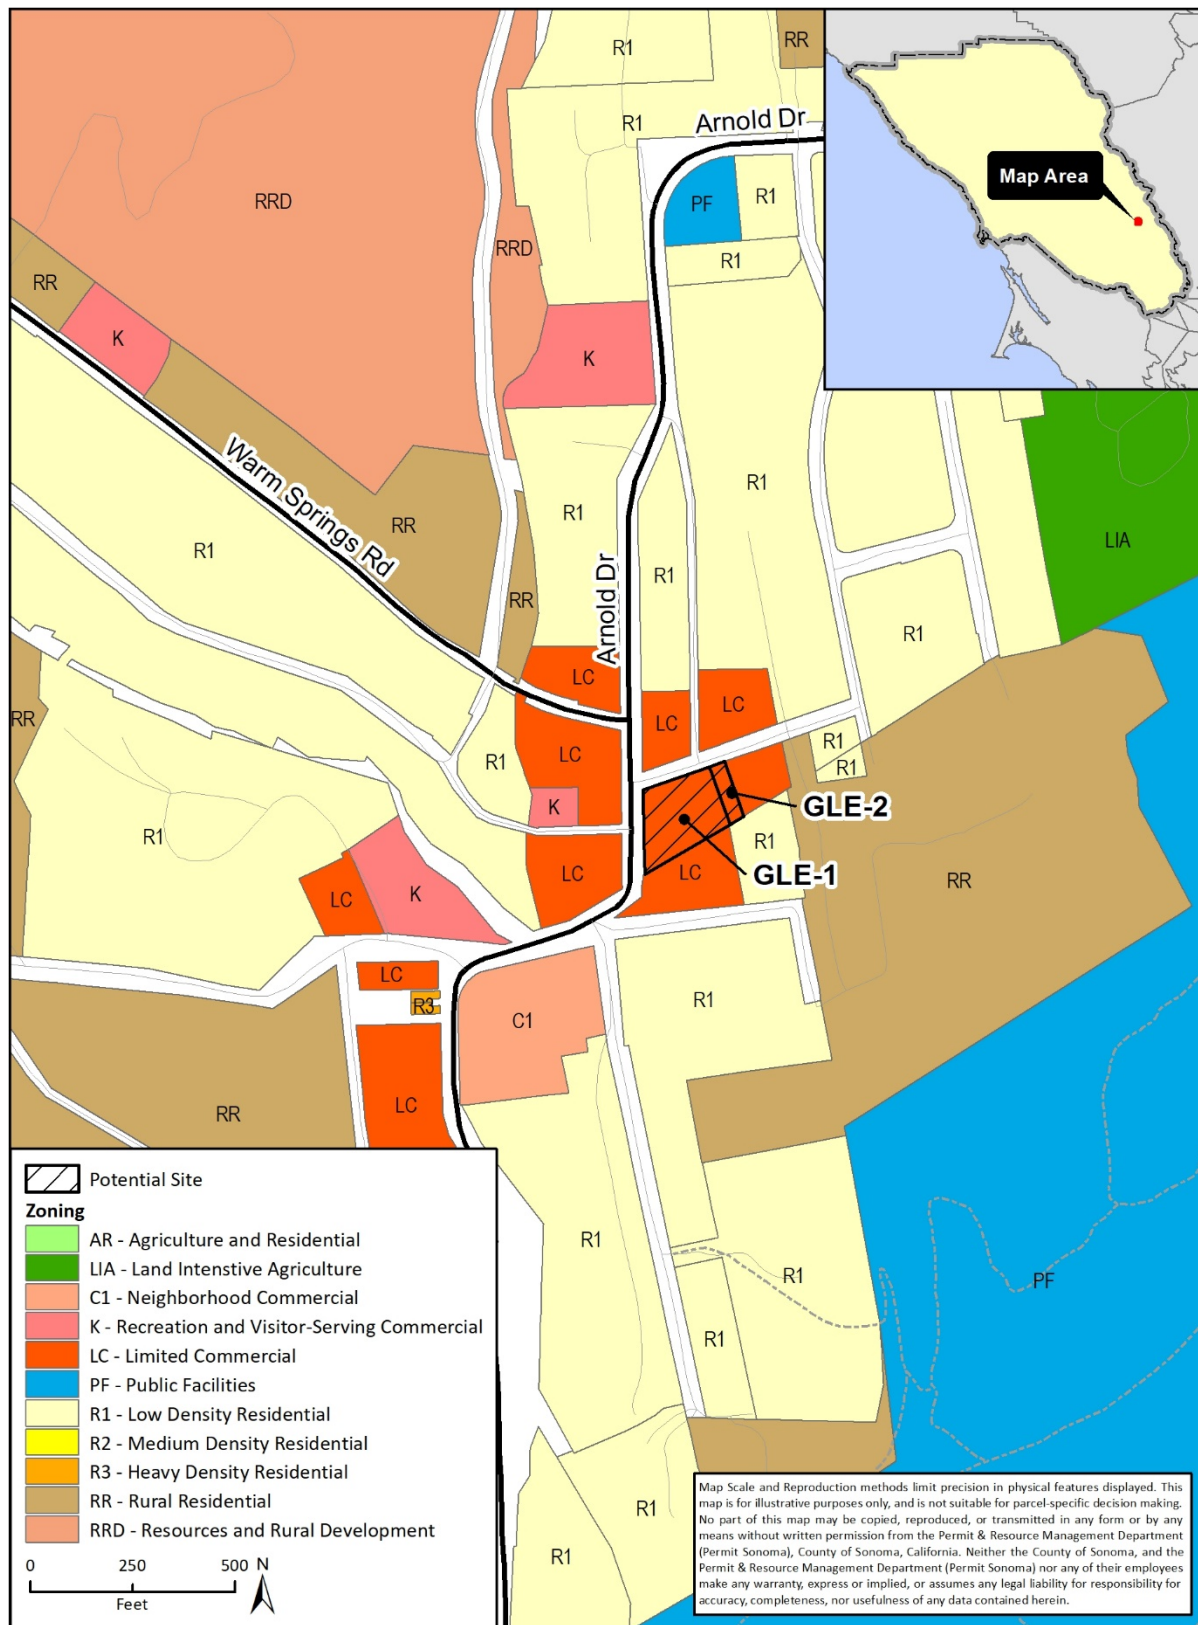 R1
RR
R1
Arnold Dr
Map Area
RRD
PF
R1
RRD
R1
RR
K
K
Warm Springs Rd
R1
R1
RR
R1
Arnold Dr
R1
LIA
RR
R1
RR
LC
LC
LC
LC
R1
R1
R1
K
GLE-2
R1
LC
R1
LC
GLE-1
RR
LC
K
LC
R3
C1
R1
LC
RR
R1
R1
PF
R1
R1
R1
Potential Site
Zoning
AR - Agriculture and Residential
LIA - Land Intenstive Agriculture
C1 - Neighborhood Commercial
K - Recreation and Visitor-Serving Commercial
LC - Limited Commercial
PF - Public Facilities
R1 - Low Density Residential
R2 - Medium Density Residential
R3 - Heavy Density Residential
RR - Rural Residential
RRD - Resources and Rural Development
0 250 500 N
Feet
Map Scale and Reproduction methods limit precision in physical features displayed. This
map is for illustrative purposes only, and is not suitable for parcel-specific decision making.
No part of this map may be copied, reproduced, or transmitted in any form or by any
means without written permission from the Permit & Resource Management Department
(Permit Sonoma), County of Sonoma, California. Neither the County of Sonoma, and the
Permit & Resource Management Department (Permit Sonoma) nor any of their employees
make any warranty, express or implied, or assumes any legal liability for responsibility for
accuracy, completeness, nor usefulness of any data contained herein.